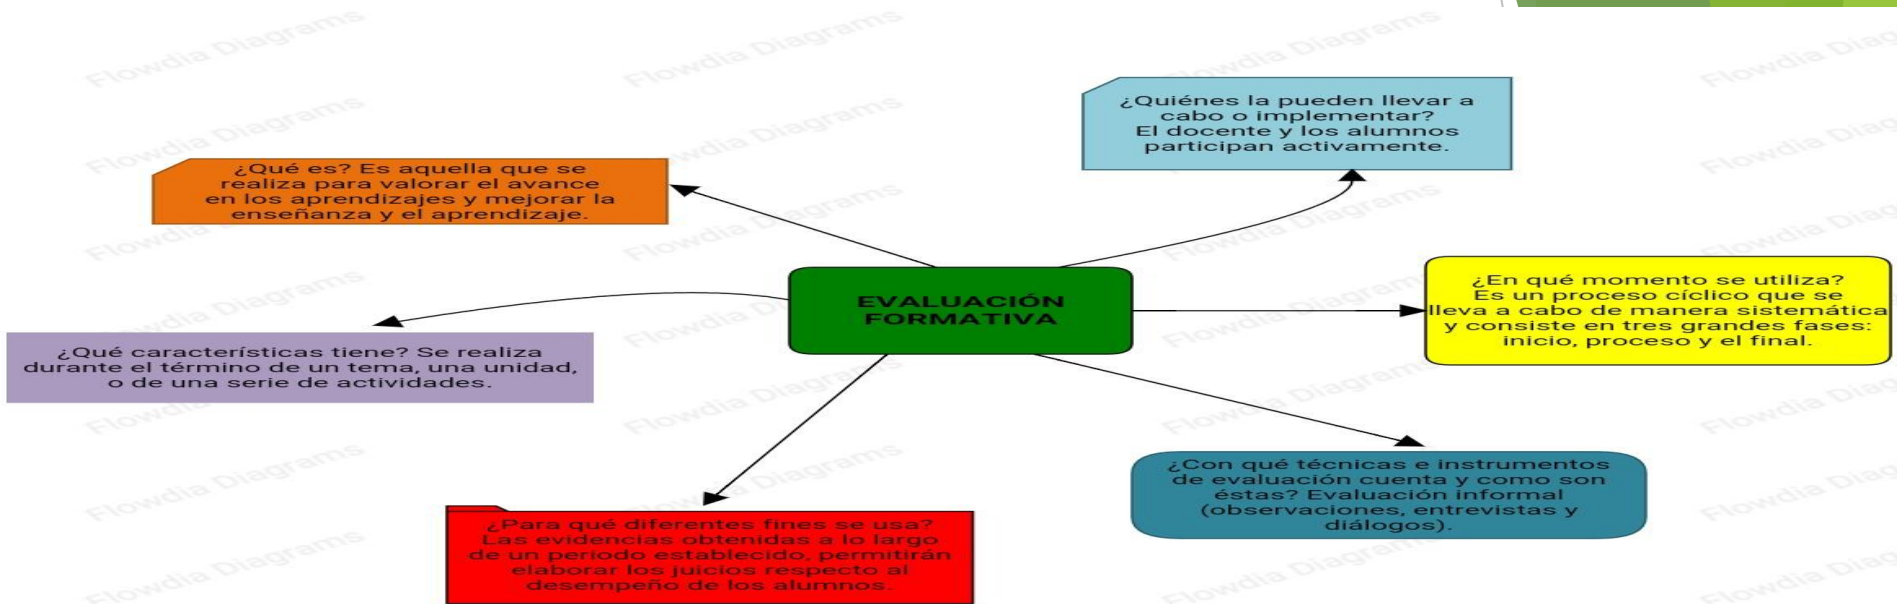 ¿Quiénes la pueden llevar a
cabo o implementar?
El docente y los alumnos
participan activamente.
¿Qué es? Es aquella que se
realiza para valorar el avance
en los aprendizajes y mejorar la
enseñanza y el aprendizaje.
EVALUACIÓN
FORMATIVA
¿En qué momento se utiliza?
Es un proceso cíclico que se
lleva a cabo de manera sistemática
y consiste en tres grandes fases:
inicio, proceso y el final.
¿Qué característícas tiene? Se realiza
durante el término de un tema, una unidad,
o de una serie de actividades.
¿Con qué técnicas e instrumentos
de evaluación cuenta y como son
éstas? Evaluación informal
(observaciones, entrevistas y
diálogos).
¿Para qué diferentes fines se usa?
Las evidencias obtenidas a lo largo
de un periodo establecido, permitirán
elaborar los juicios respecto al
desempeño de los alumnos.
Flowdia Diagrams